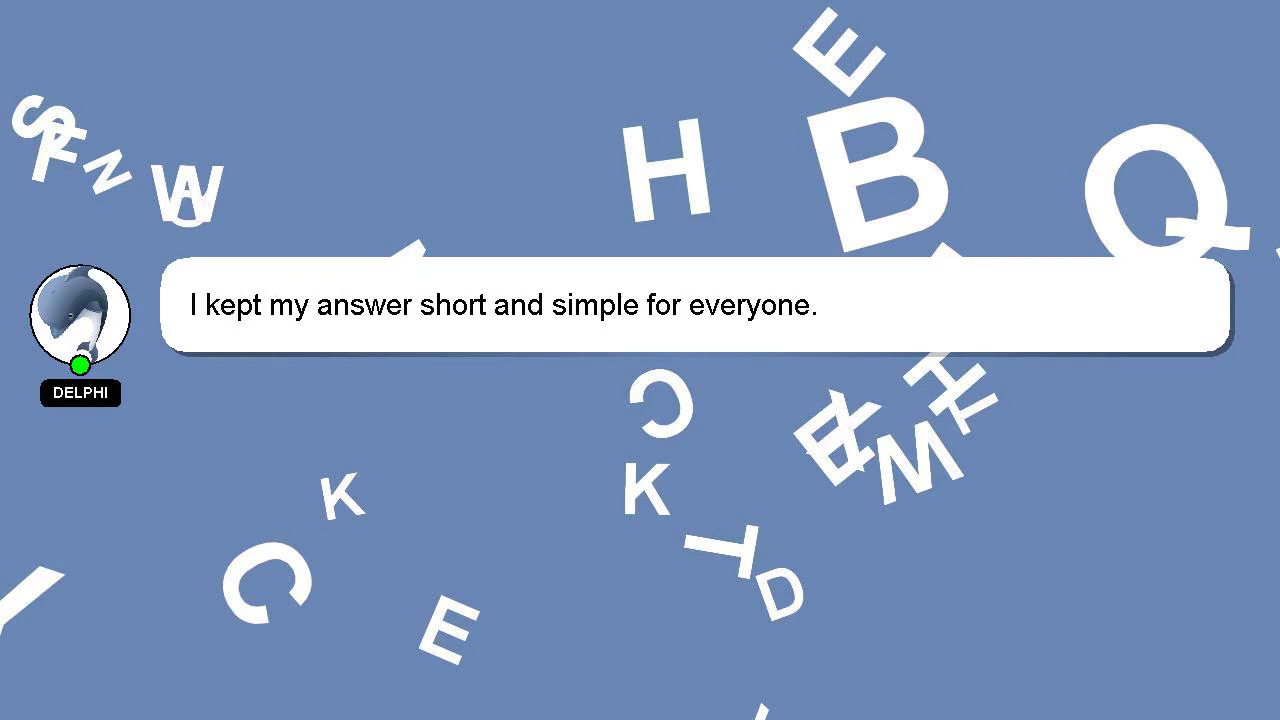 I kept my answer short and simple for everyone.
DELPHI
E
S
F
N
W
H
B
Q
C
K
K
E
M
H
T
D
C
E